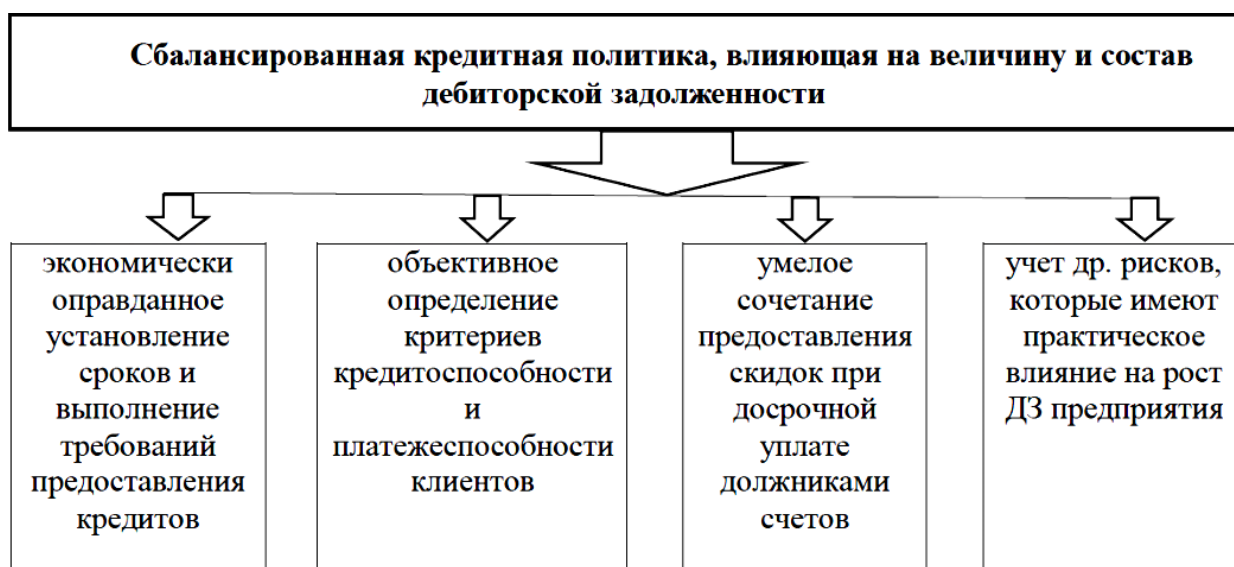 Сбалансированная кредитная политика, влияющая на величину и состав
дебиторской задолженности
экономически
оправданное
установление
сроков и
выполнение
требований
предоставления
кредитов
объективное
определение
критериев
кредитоспособности
и
платежеспособности
клиентов
умелое
сочетание
предоставления
скидок при
досрочной
уплате
должниками
счетов
учет др. рисков,
которые имеют
практическое
влияние на рост
ДЗ предприятия